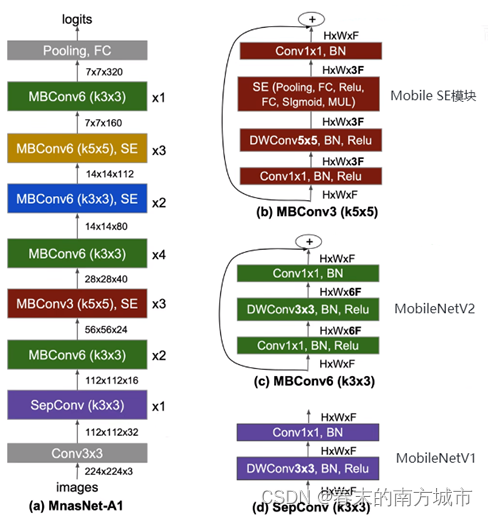 logits
Pooling, FC
7x7x320
MBConv6 (k3x3)
x1
7x7x160
MBConv6 (k5x5), SE
x3
14x14x112
MBConv6 (k3x3), SE
x2
14x14x80
MBConv6 (k3x3)
x4
28x28x40
MBConv3 (k5x5), SE
x3
56x56x24
MBConv6 (k3x3)
x2
112x112x16
SepConv (k3x3)
x1
112x112x32
Conv3x3
224x224x3
images
(a) MnasNet-A1
+
HxWxF
Conv1x1, BN
HxWx3F
SE (Pooling, FC, Relu,
FC, SIgmoid, MUL)
Mobile SE模块
HxWx3F
DWConv5x5, BN, Relu
HxWx3F
Conv1x1, BN, Relu
HxWxF
(b) MBConv3 (k5x5)
+
HxWxF
Conv1x1, BN
HxWx6F
DWConv3x3, BN, Relu
MobileNetV2
HxWx6F
Conv1x1, BN, Relu
HxWxF
(c) MBConv6 (k3x3)
HxWxF
Conv1x1, BN
MobileNetV1
HxWxF
DWConv3x3, BN, Relu
HxWxF
(d) SepConv (k3x3)
CSDN @春末的南方城市